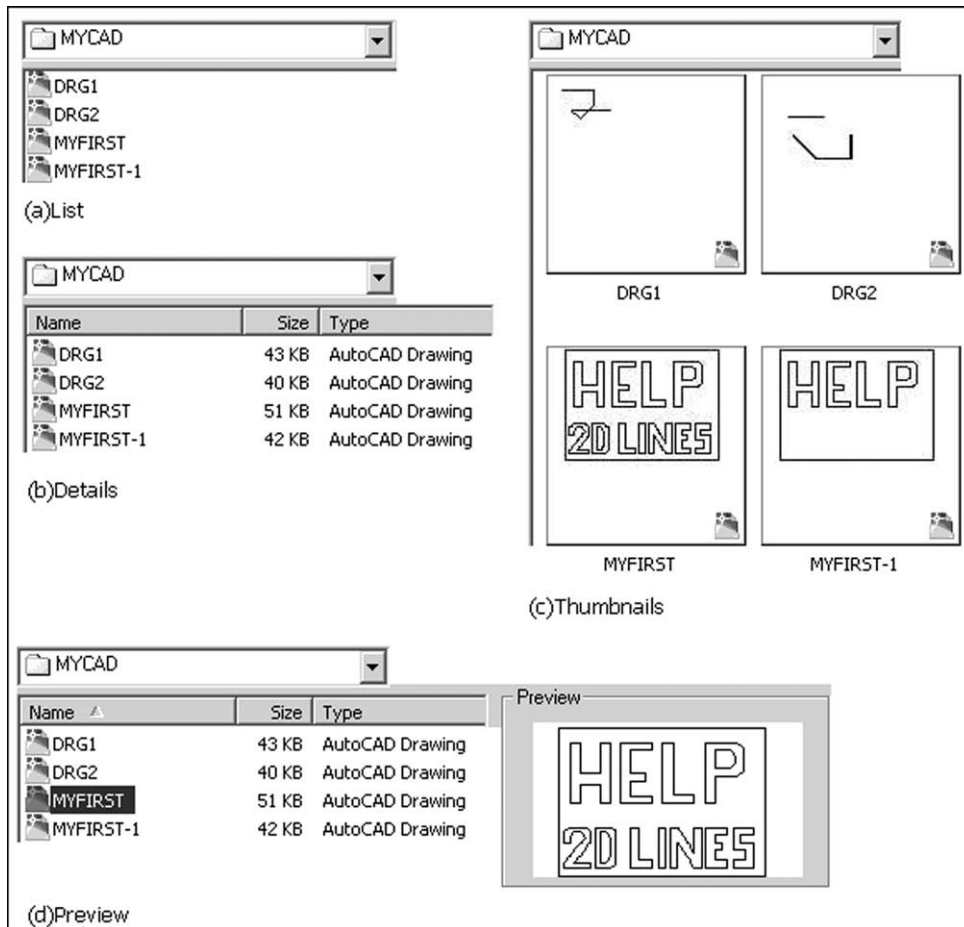 MYCAD
DRG1
DRG2
MYFIRST
MYFIRST-1
(a)List
MYCAD
Name Size Type
DRG1 43 KB AutoCAD Drawing
DRG2 40 KB AutoCAD Drawing
MYFIRST 51 KB AutoCAD Drawing
MYFIRST-1 42 KB AutoCAD Drawing
(b)Details
MYCAD
DRG1 DRG2
HELP HELP
2D LINES
MYFIRST MYFIRST-1
(c)Thumbnails
MYCAD
Name Size Type
DRG1 43 KB AutoCAD Drawing
DRG2 40 KB AutoCAD Drawing
MYFIRST 51 KB AutoCAD Drawing
MYFIRST-1 42 KB AutoCAD Drawing
Preview
HELP
2D LINES
(d)Preview